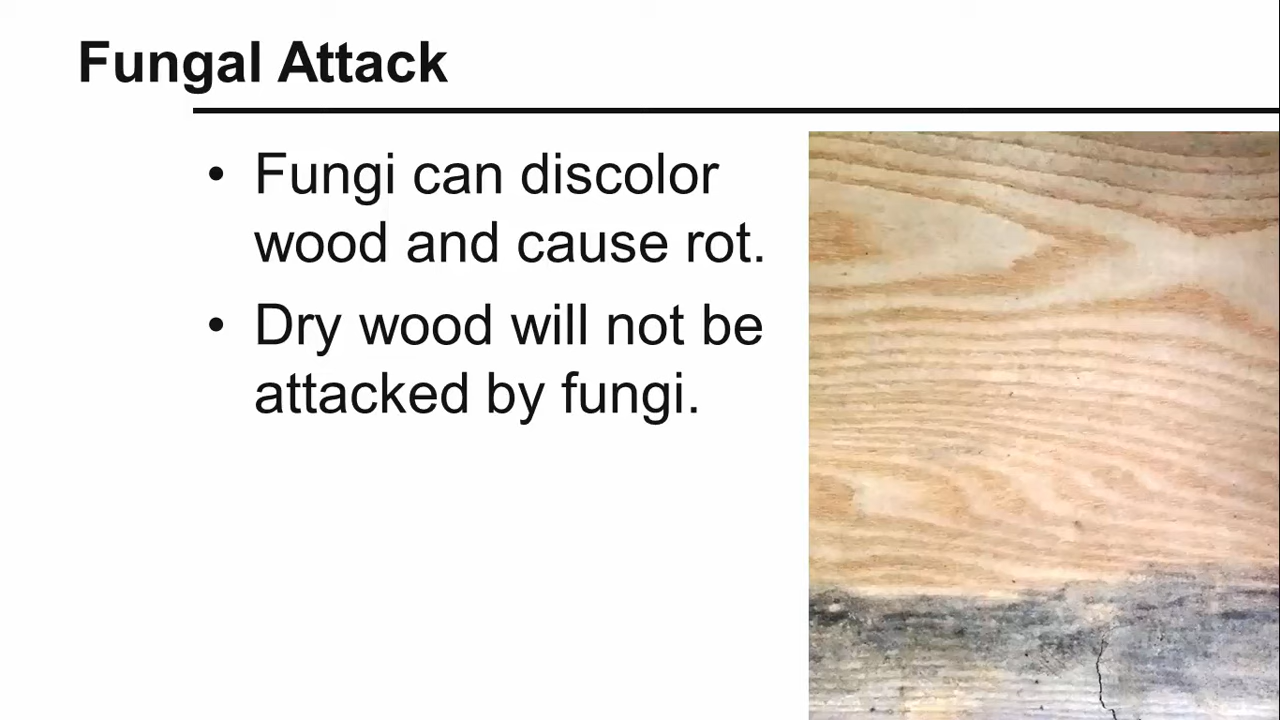 Fungal Attack
• Fungi can discolor
wood and cause rot.
• Dry wood will not be
attacked by fungi.